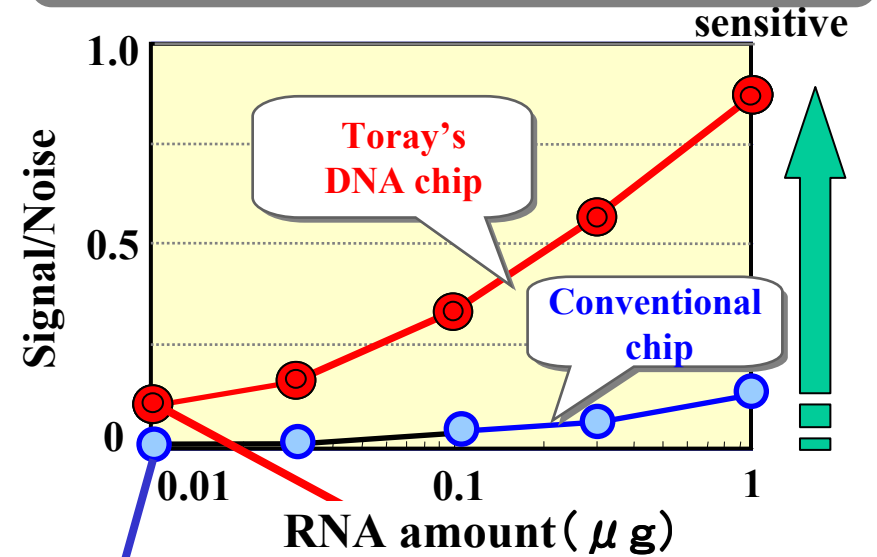 sensitive
1.0
Toray’s
DNA chip
Signal/Noise
0.5
Conventional
chip
0
0.01 0.1 1
RNA amount(μg)